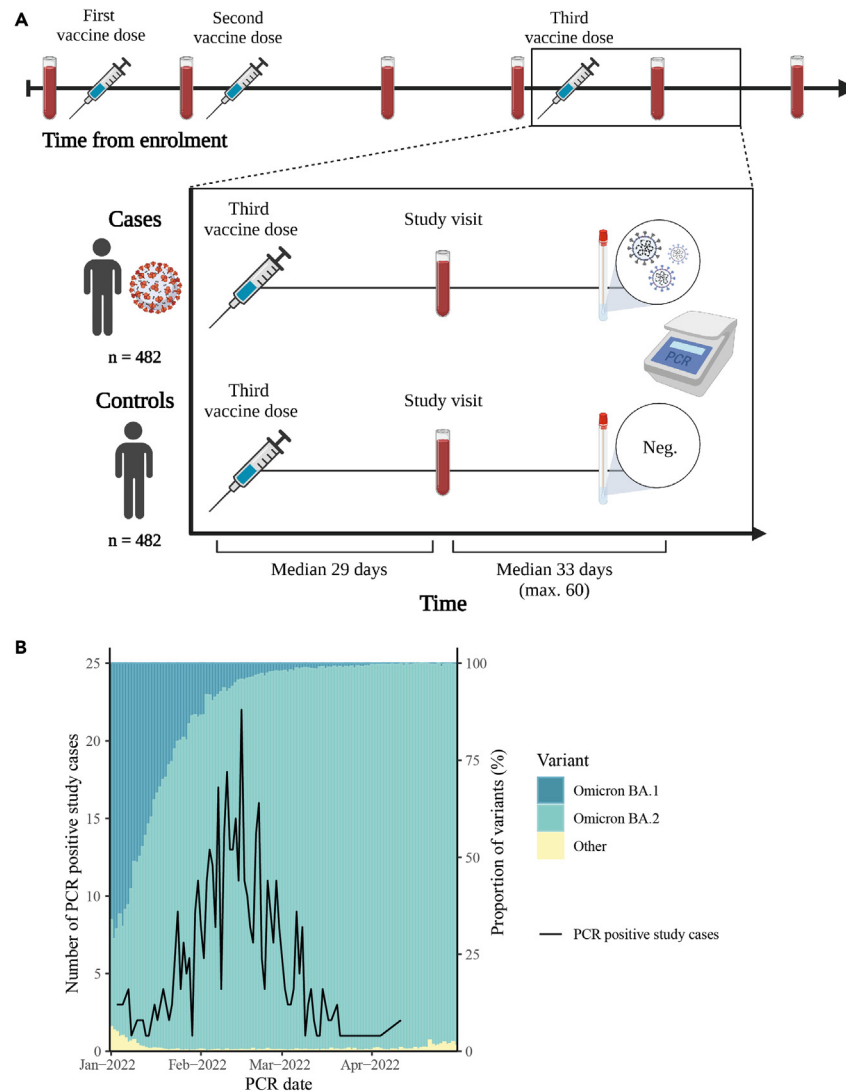 A
First
vaccine dose
Second
vaccine dose
Third
vaccine dose
Time from enrolment
Cases
n = 482
Third
vaccine dose
Study visit
PCR
Controls
n = 482
Third
vaccine dose
Study visit
Neg.
Median 29 days
Median 33 days
(max. 60)
Time
B
Number of PCR positive study cases
25
20
15
10
5
0
Jan–2022
Feb–2022
Mar–2022
Apr–2022
PCR date
100
75
50
25
0
Proportion of variants (%)
Variant
Omicron BA.1
Omicron BA.2
Other
PCR positive study cases